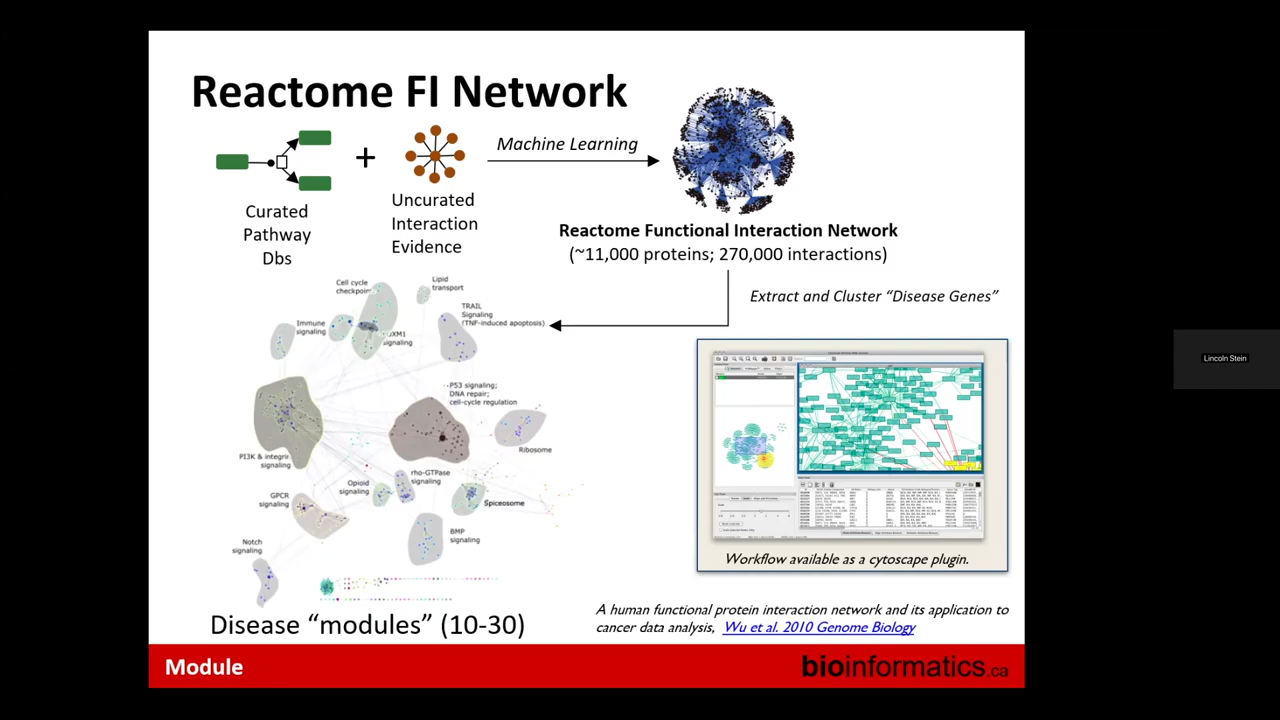 Reactome FI Network
Machine Learning
+
Curated
Pathway
Dbs
Uncurated
Interaction
Evidence
Reactome Functional Interaction Network
(~11,000 proteins; 270,000 interactions)
Extract and Cluster “Disease Genes”
Cell cycle
checkpoint
Lipid
transport
TRAIL
Signaling
(TNF-induced apoptosis)
Immune
signaling
signaling
P53 signaling;
DNA repair;
cell-cycle regulation
Ribosome
PI3K & integrin
signaling
rho-GTPase
signaling
Opioid
signaling
GPCR
signaling
Spliceosome
BMP
signaling
Notch
signaling
Disease “modules” (10-30)
Workflow available as a cytoscape plugin.
A human functional protein interaction network and its application to
cancer data analysis, Wu et al. 2010 Genome Biology
Module
bioinformatics.ca
Lincoln Stein